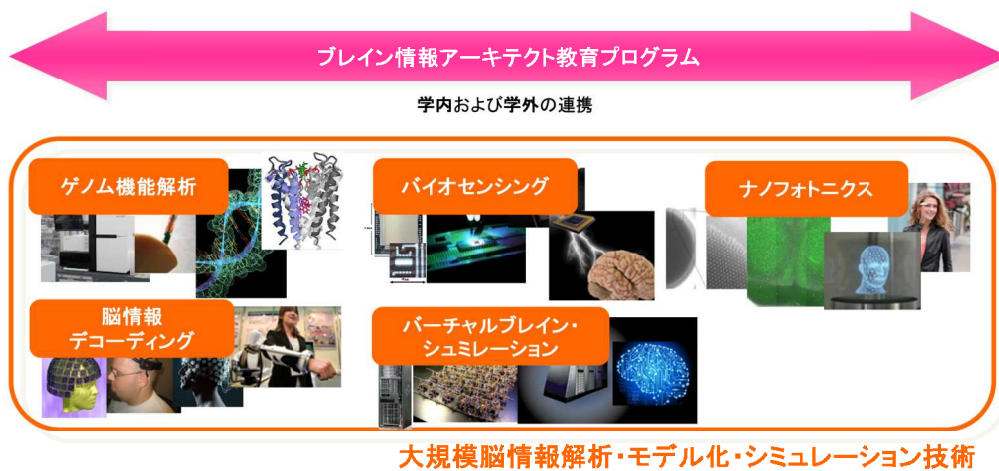 ブレイン情報アーキテクト教育プログラム
学内および学外の連携
ゲノム機能解析
バイオセンシング
ナノフォトニクス
脳情報
デコーディング
バーチャルブレイン・
シュミレーション
大規模脳情報解析・モデル化・シミュレーション技術